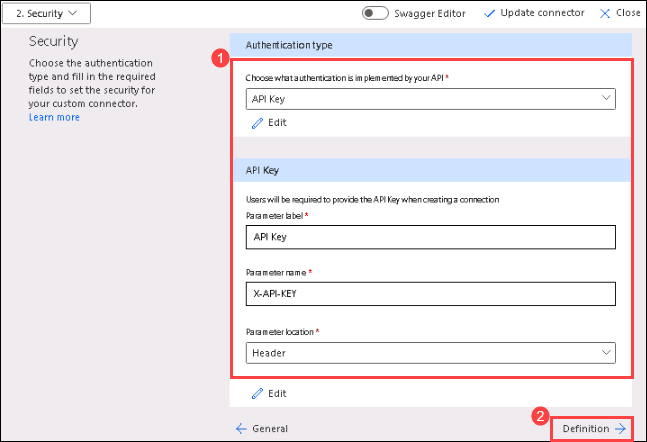 2. Security
Swagger Editor
Update connector
Close
Security
Choose the authentication
type and fill in the required
fields to set the security for
your custom connector.
Learn more
1
Authentication type
Choose what authentication is implemented by your API *
API Key
Edit
API Key
Users will be required to provide the API Key when creating a connection
Parameter label *
API Key
Parameter name *
X-API-KEY
Parameter location *
Header
Edit
2
General
Definition